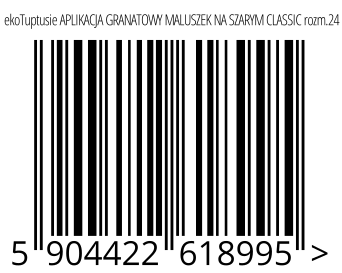 ekoTuptusie APLIKACJA GRANATOWY MALUSZEK NA SZARYM CLASSIC rozm.24
5 904422 618995 >